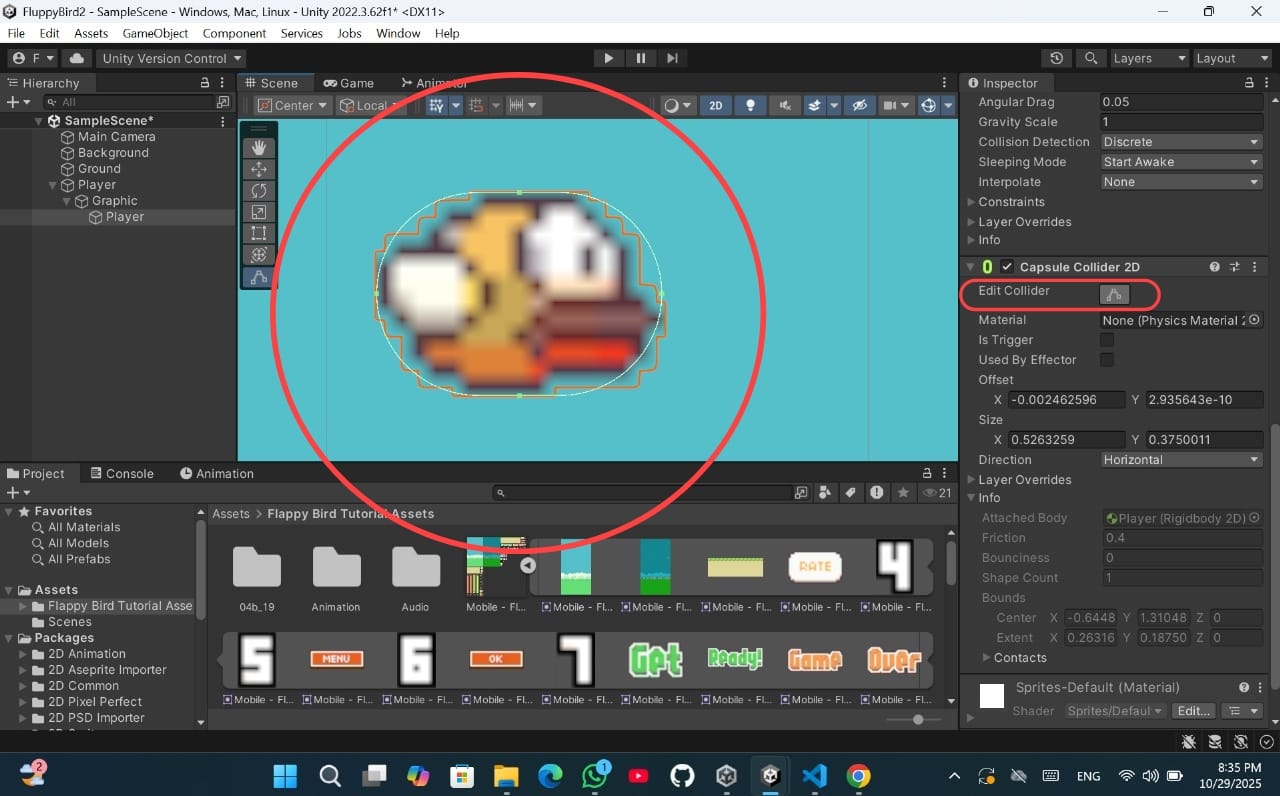 FluppyBird2 - SampleScene - Windows, Mac, Linux - Unity 2022.3.62f1* <DX11>
File Edit Assets GameObject Component Services Jobs Window Help
F Unity Version Control Layers Layout
Hierarchy
All
SampleScene*
Main Camera
Background
Ground
Player
Graphic
Player
Scene Game Animator
Center Local 2D
Inspector
Angular Drag 0.05
Gravity Scale 1
Collision Detection Discrete
Sleeping Mode Start Awake
Interpolate None
Constraints
Layer Overrides
Info
Capsule Collider 2D
Edit Collider
Material None (Physics Material 2
Is Trigger
Used By Effector
Offset
X -0.002462596 Y 2.935643e-10
Size
X 0.5263259 Y 0.3750011
Direction Horizontal
Layer Overrides
Info
Attached Body Player (Rigidbody 2D)
Friction 0.4
Bounciness 0
Shape Count 1
Bounds
Center X -0.6448 Y 1.31048 Z 0
Extent X 0.26316 Y 0.18750 Z 0
Contacts
Sprites-Default (Material)
Shader Sprites/Defaul Edit...
Project Console Animation
21
Favorites
All Materials
All Models
All Prefabs
Assets
Flappy Bird Tutorial Asse
Scenes
Packages
2D Animation
2D Aseprite Importer
2D Common
2D Pixel Perfect
2D PSD Importer
Assets > Flappy Bird Tutorial Assets
RATE 4
04b_19 Animation Audio Mobile - Fl... Mobile - Fl... Mobile - Fl... Mobile - Fl... Mobile - Fl... Mobile - Fl...
5 MENU 6 OK 7 Get Ready! Game Over
Mobile - Fl... Mobile - Fl... Mobile - Fl... Mobile - Fl... Mobile - Fl... Mobile - Fl... Mobile - Fl... Mobile - Fl... Mobile - Fl...
2
1
ENG
8:35 PM
10/29/2025